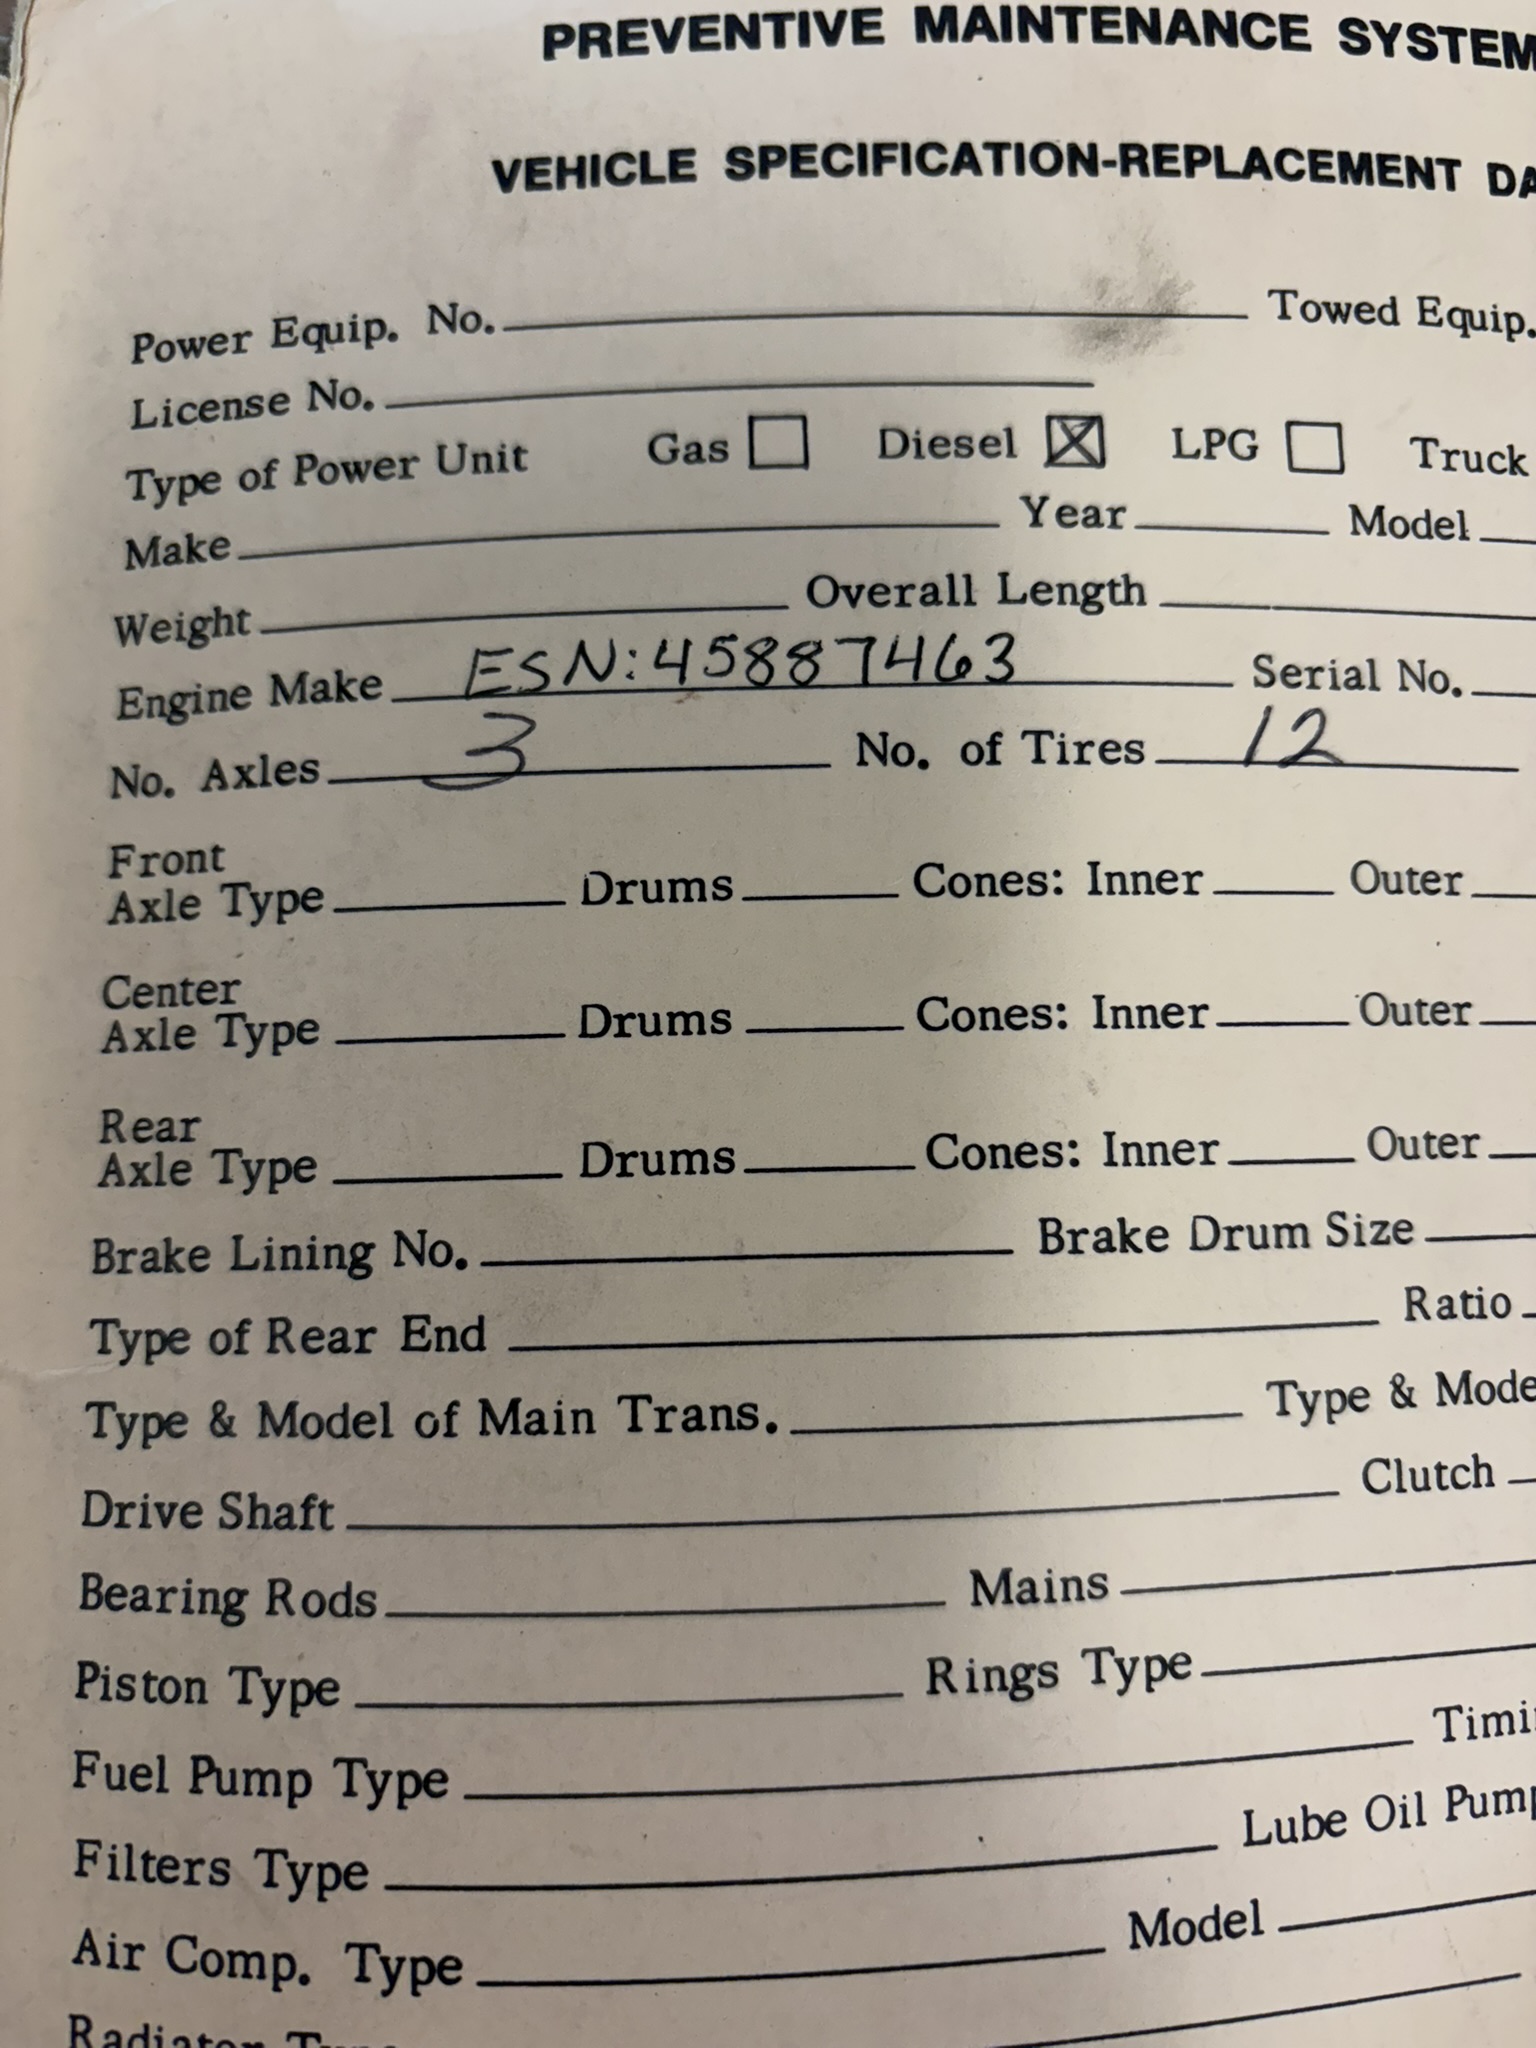 PREVENTIVE MAINTENANCE SYSTEM
VEHICLE SPECIFICATION-REPLACEMENT
Power Equip. No. Towed Equip.
License No.
Type of Power Unit Gas Diesel ☒ LPG Truck
Make Year Model
Weight Overall Length
Engine Make ESN:45887463 Serial No.
No. Axles 3 No. of Tires 12
Front
Axle Type Drums Cones: Inner Outer
Center
Axle Type Drums Cones: Inner Outer
Rear
Axle Type Drums Cones: Inner Outer
Brake Lining No. Brake Drum Size
Type of Rear End Ratio
Type & Model of Main Trans. Type &
Drive Shaft Clutch
Bearing Rods Mains
Piston Type Rings Type
Fuel Pump Type
Filters Type Lube Oil Pump
Air Comp. Type Model